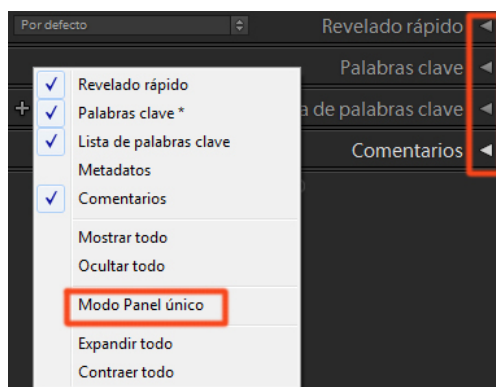 Por defecto
Revelado rápido
Palabras clave
a de palabras clave
Comentarios
Revelado rápido
Palabras clave *
Lista de palabras clave
Metadatos
Comentarios
Mostrar todo
Ocultar todo
Modo Panel único
Expandir todo
Contraer todo